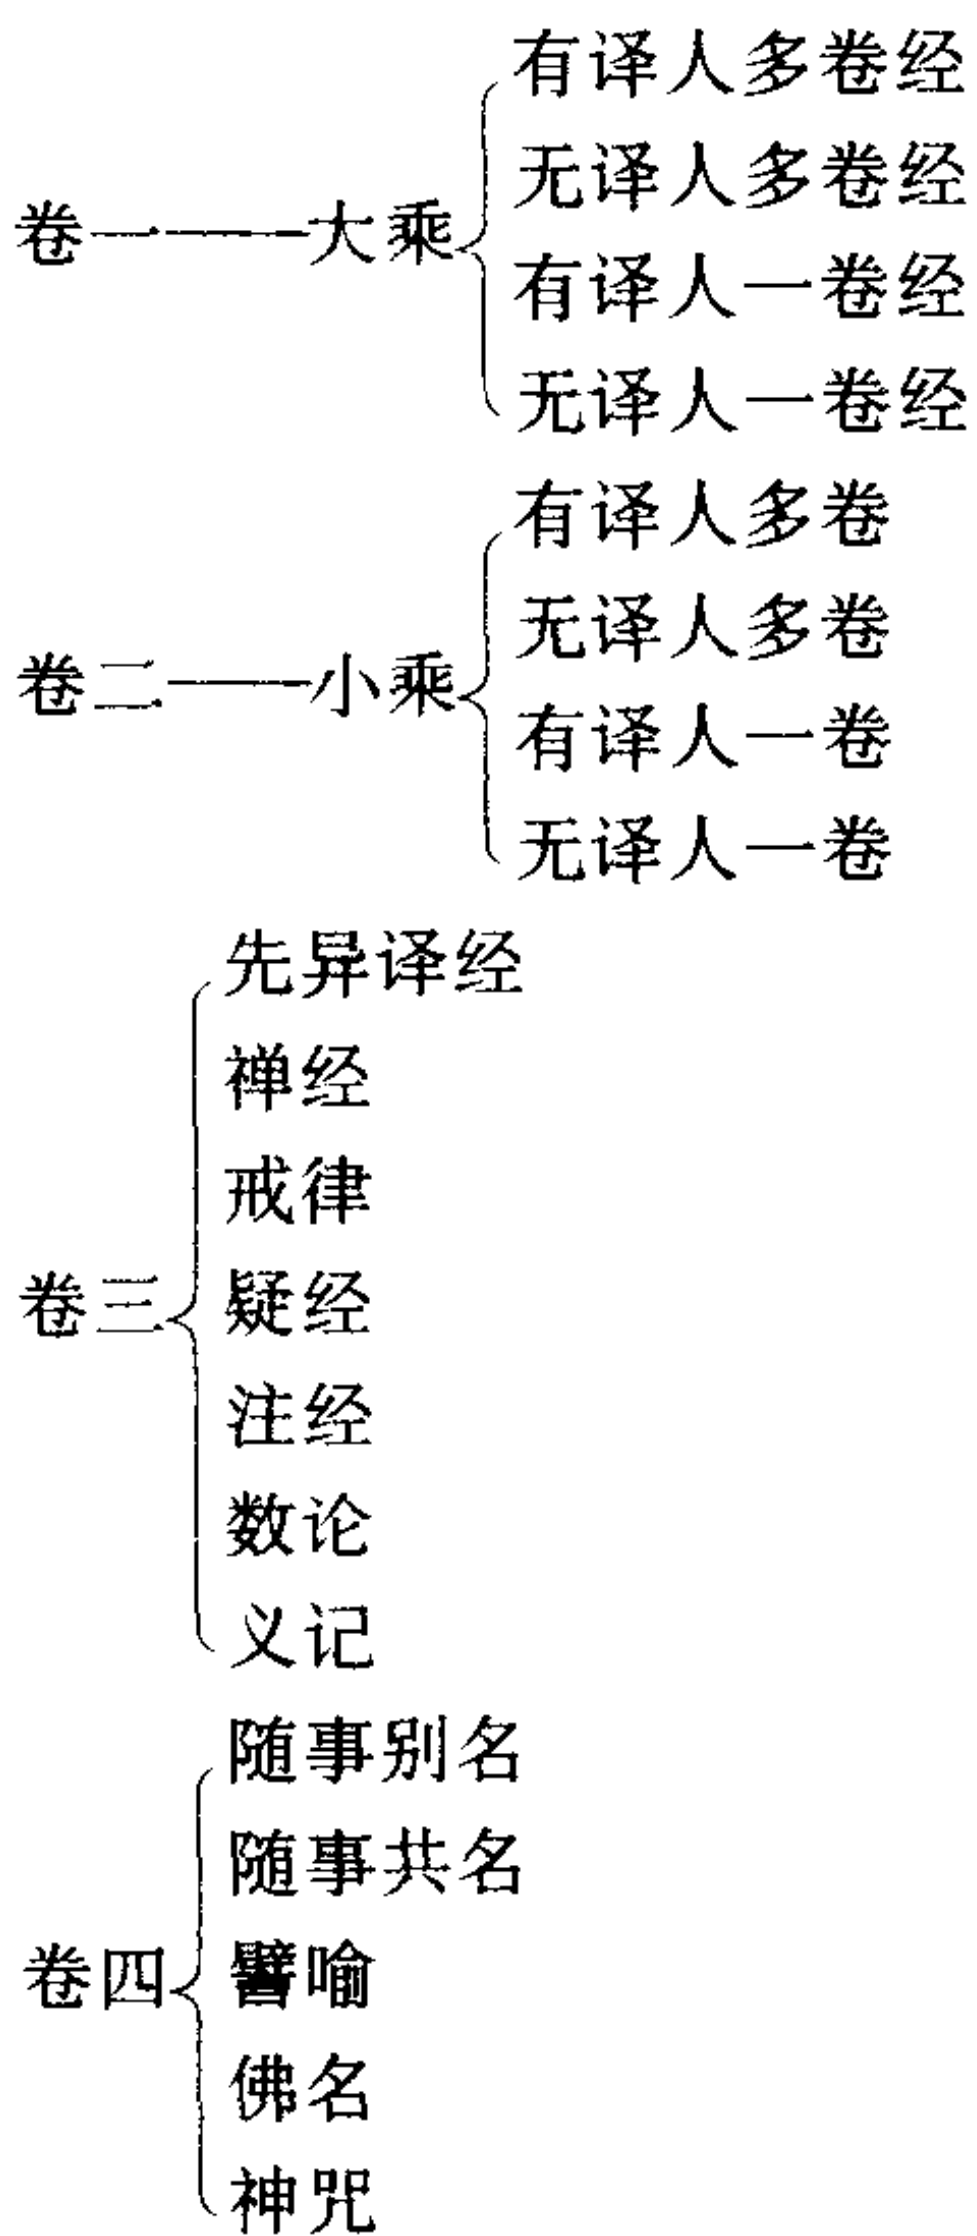 卷一——大乘
有译人多卷经
无译人多卷经
有译人一卷经
无译人一卷经
卷二——小乘
有译人多卷
无译人多卷
有译人一卷
无译人一卷
卷三
先异译经
禅经
戒律
疑经
注经
数论
义记
卷四
随事别名
随事共名
譬喻
佛名
神咒